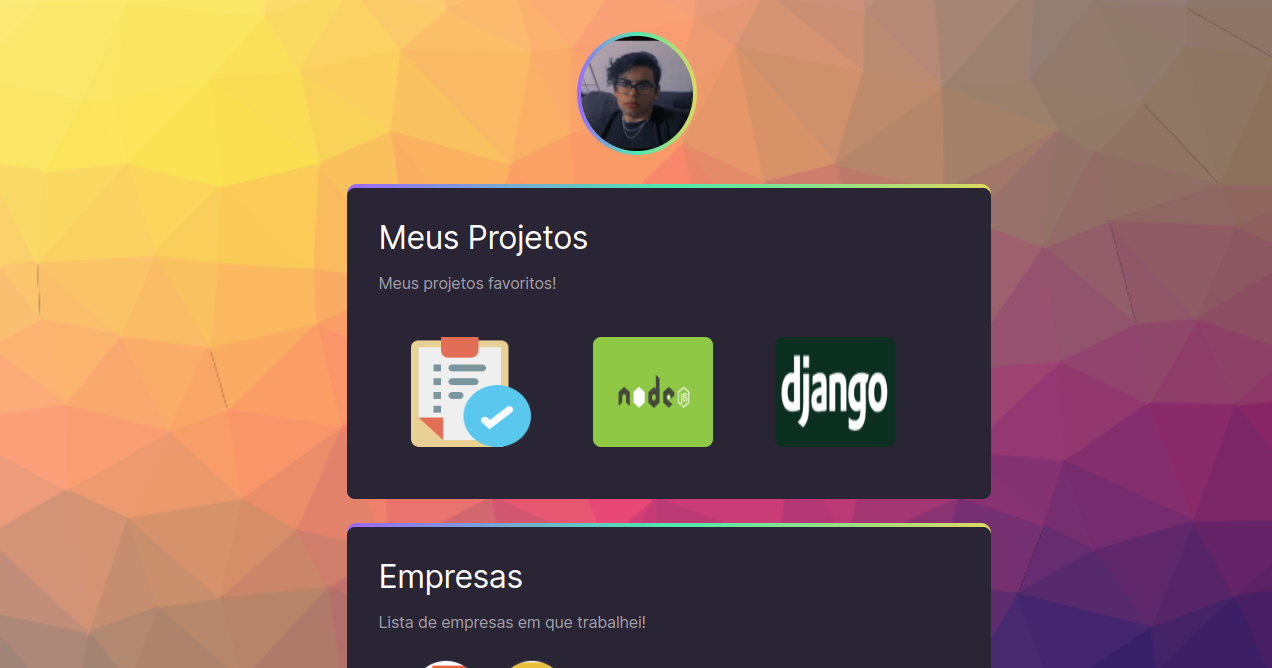 Meus Projetos
Meus projetos favoritos!
node JS
django
Empresas
Lista de empresas em que trabalhei!